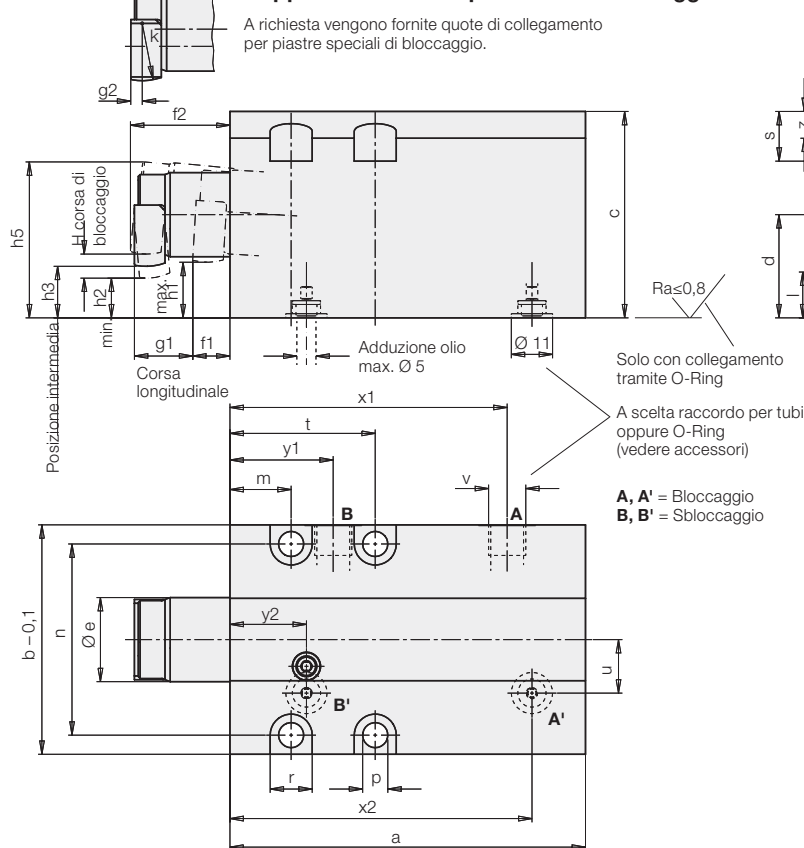 A richiesta vengono fornite quote di collegamento
per piastre speciali di bloccaggio.
k
g2
f2
s
z
h5
H corsa di
bloccaggio
c
d
l
h3
h2
min.
max.
h1
Ra≤0,8
g1
f1
Adduzione olio
max. Ø 5
Ø 11
Solo con collegamento
tramite O-Ring
Corsa
longitudinale
Posizione intermedia
x1
A scelta raccordo per tubi
oppure O-Ring
(vedere accessori)
t
y1
m
v
A, A' = Bloccaggio
B, B' = Sbloccaggio
B
A
b – 0,1
n
Ø e
y2
u
B'
A'
r
p
x2
a